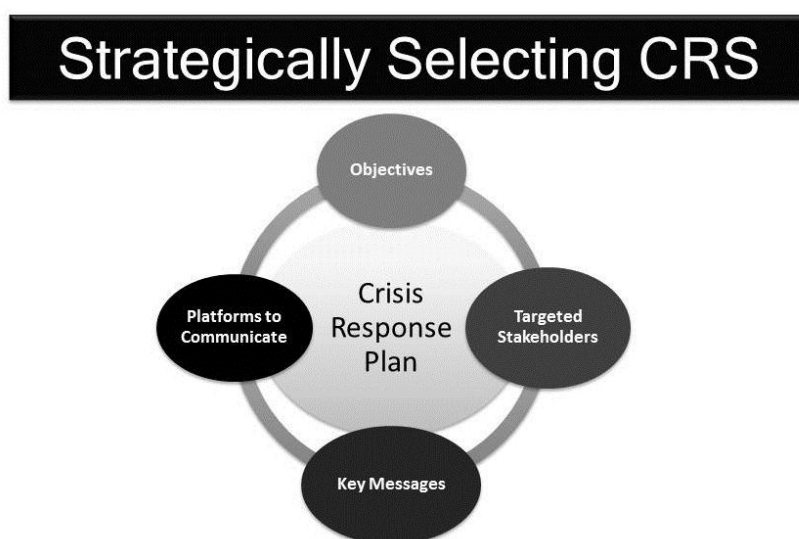 Strategically Selecting CRS
Objectives
Platforms to
Communicate
Crisis
Response
Plan
Targeted
Stakeholders
Key Messages